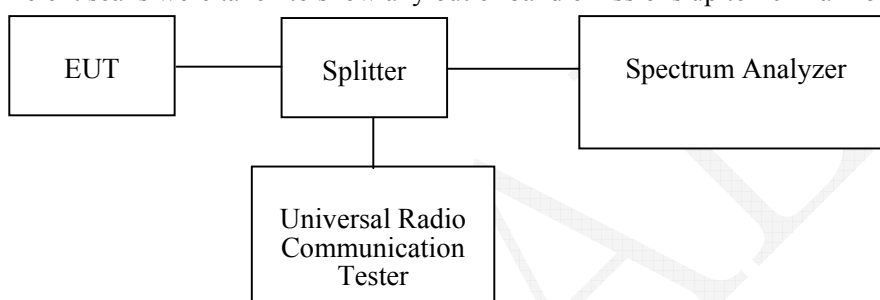 EUT
Splitter
Spectrum Analyzer
Universal Radio
Communication
Tester